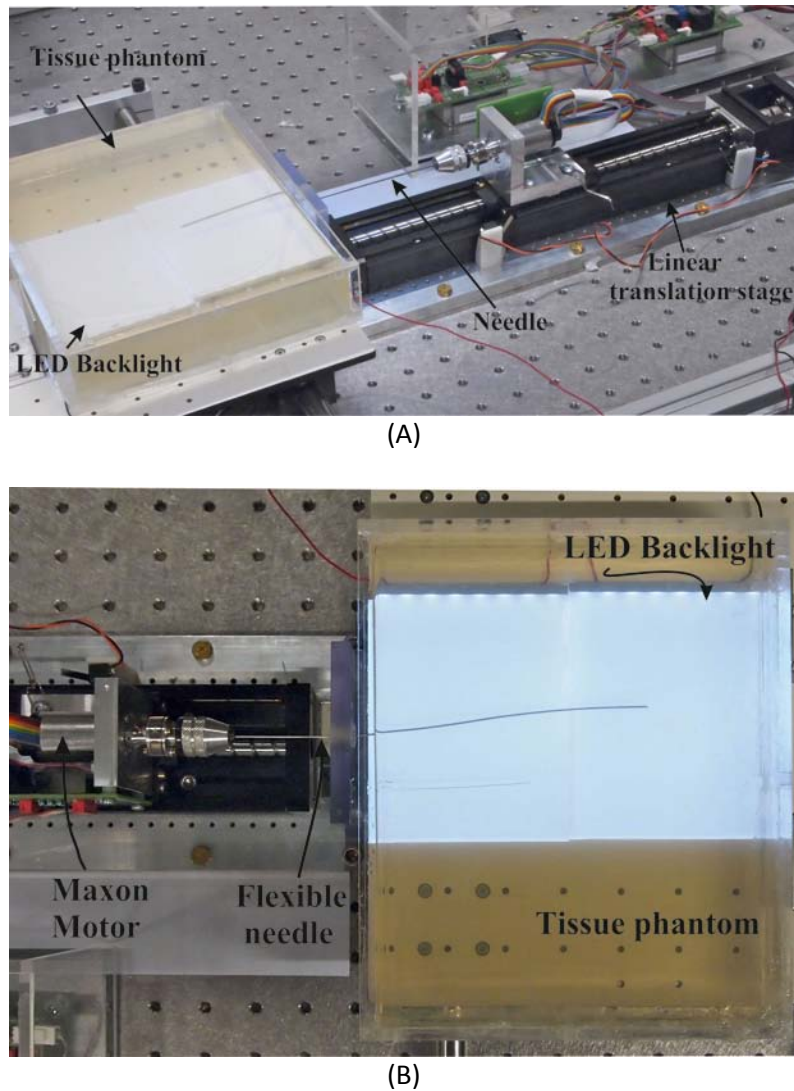 Tissue phantom
LED Backlight
Needle
Linear
translation stage
(A)
LED Backlight
Maxon
Motor
Flexible
needle
Tissue phantom
(B)